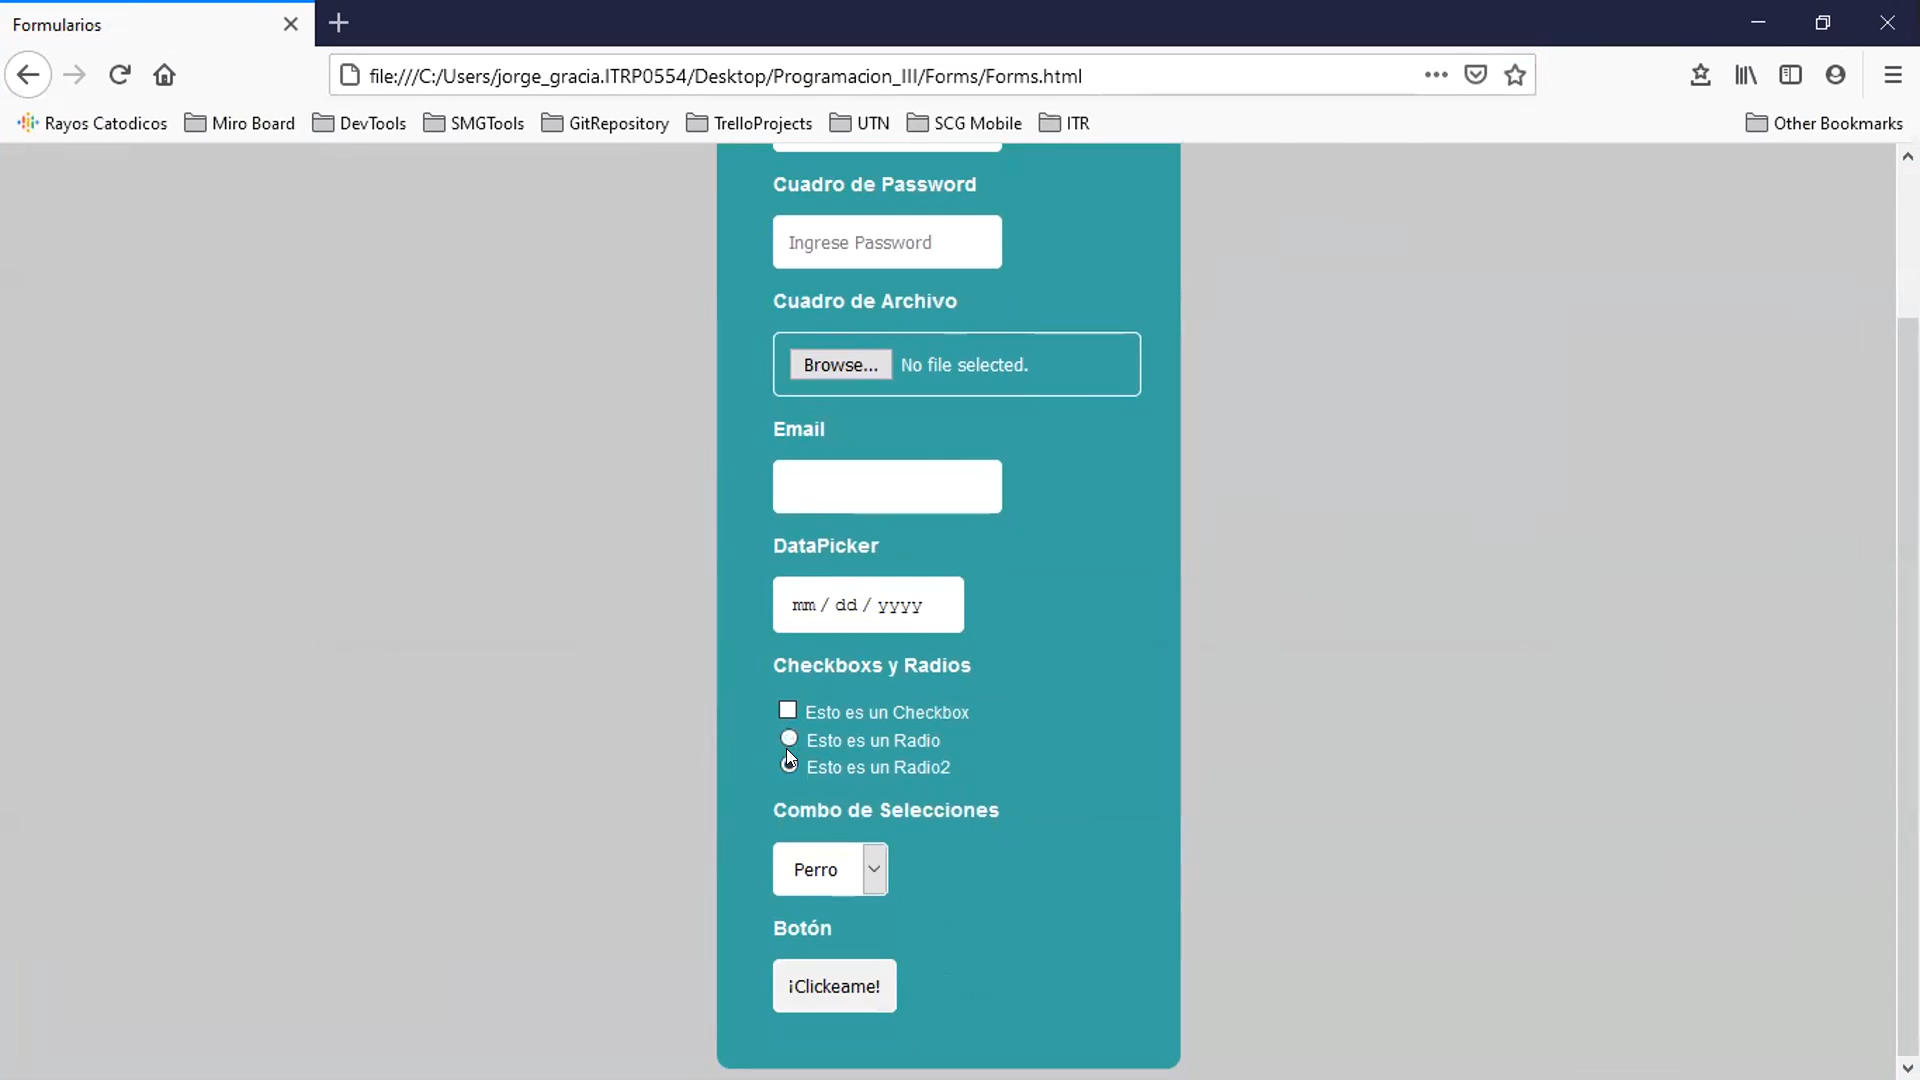 Formularios
file:///C:/Users/jorge_gracia.ITRP0554/Desktop/Programacion_III/Forms/Forms.html
Rayos Catodicos Miro Board DevTools SMGTools GitRepository TrelloProjects UTN SCG Mobile ITR Other Bookmarks
Cuadro de Password
Ingrese Password
Cuadro de Archivo
Browse... No file selected.
Email
DataPicker
mm / dd / yyyy
Checkboxs y Radios
Esto es un Checkbox
Esto es un Radio
Esto es un Radio2
Combo de Selecciones
Perro
Botón
¡Clickeame!